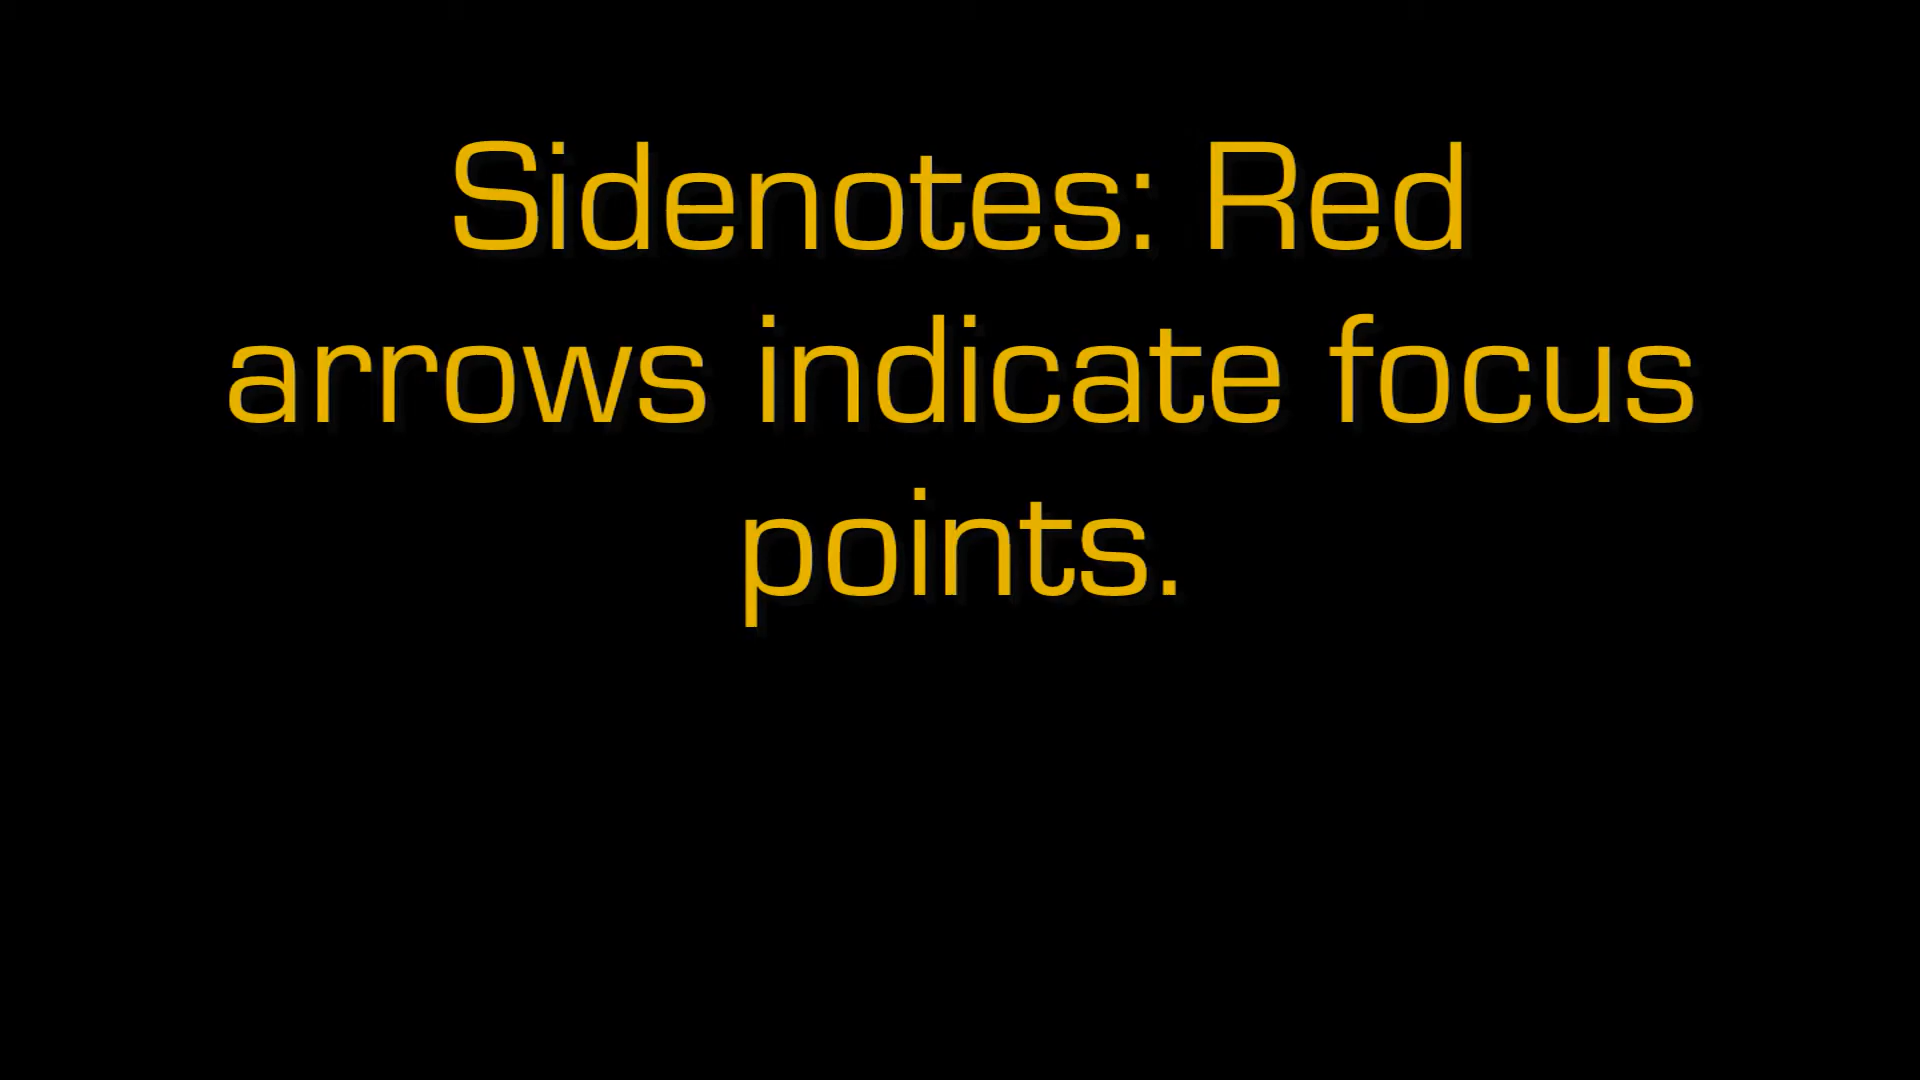 Sidenotes: Red
arrows indicate focus
points.